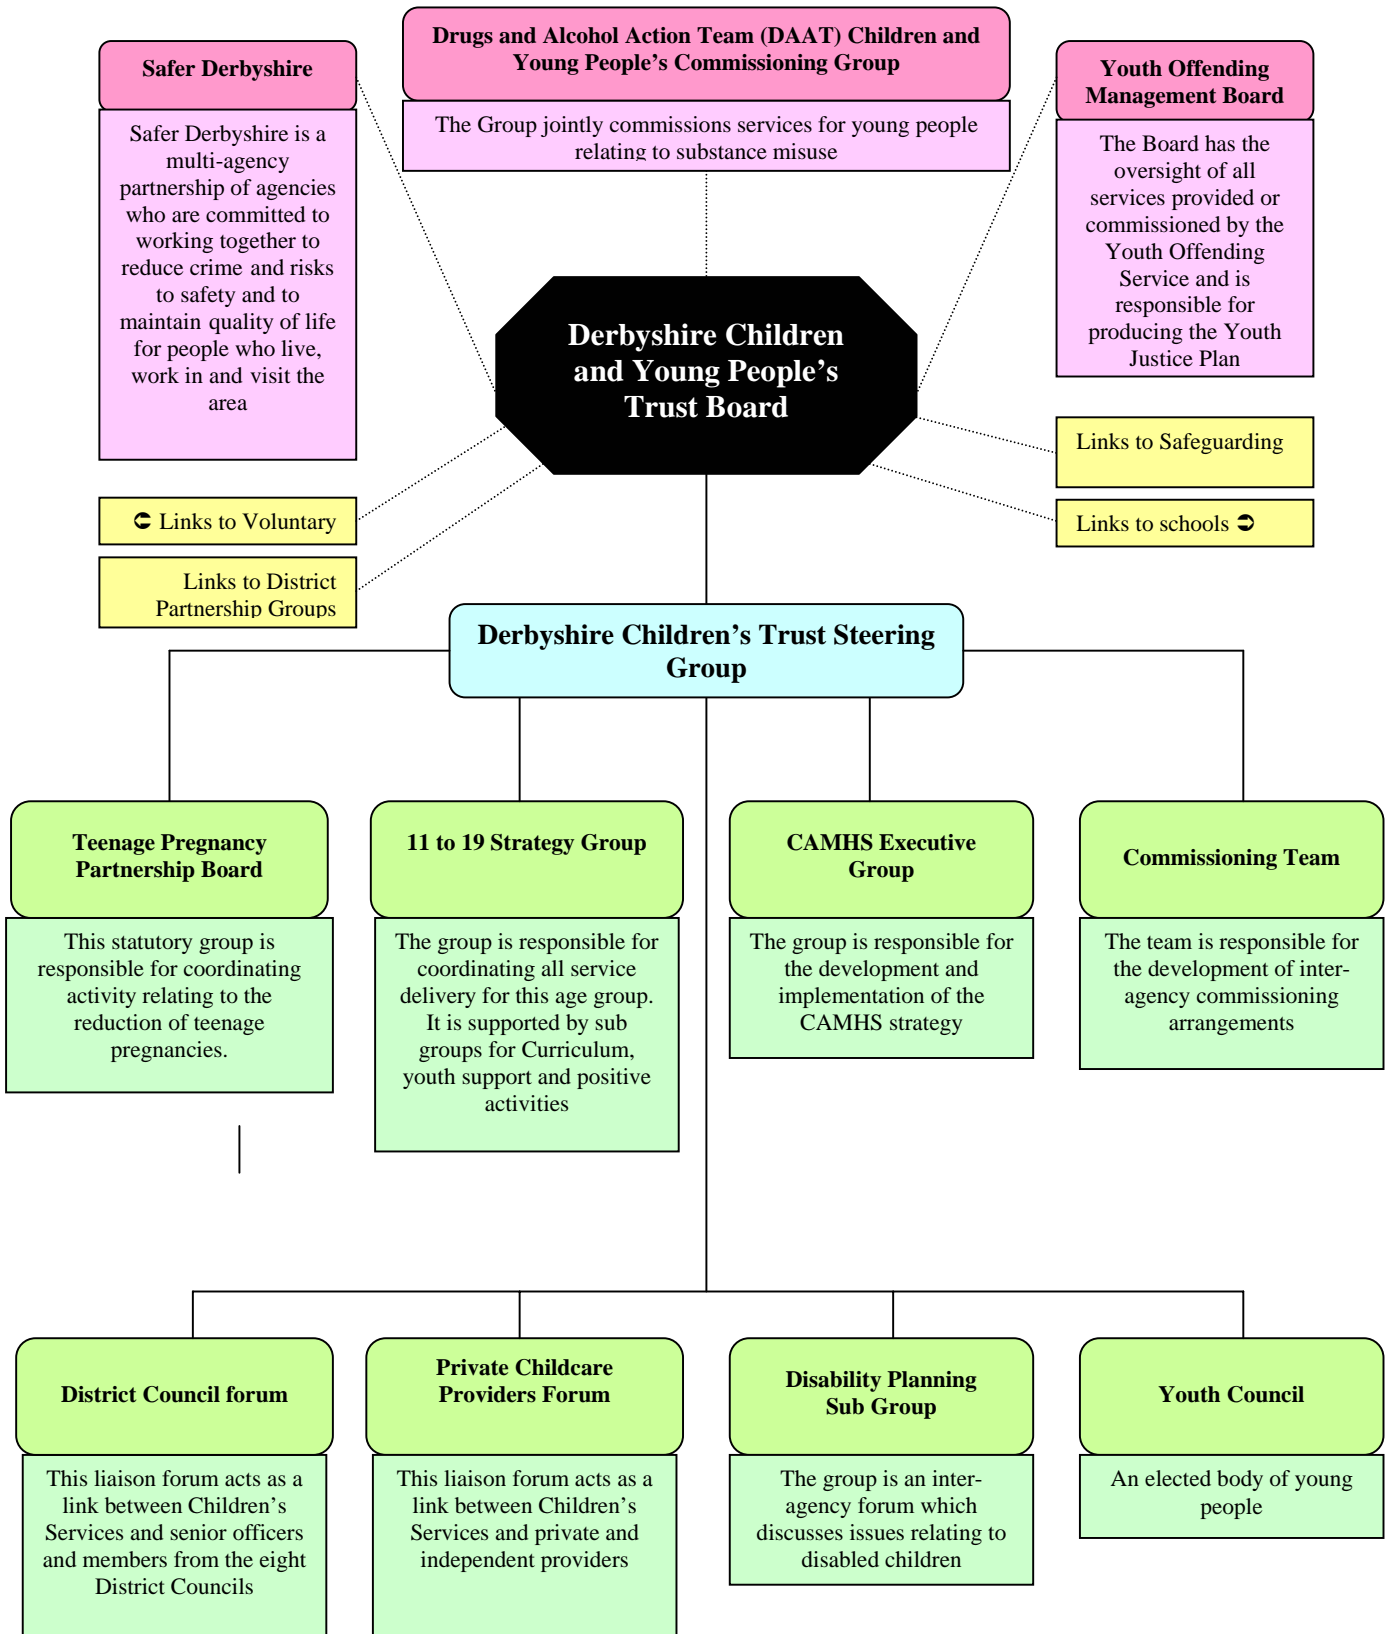 Safer Derbyshire
Safer Derbyshire is a
multi-agency
partnership of agencies
who are committed to
working together to
reduce crime and risks
to safety and to
maintain quality of life
for people who live,
work in and visit the
area
Drugs and Alcohol Action Team (DAAT) Children and
Young People’s Commissioning Group
The Group jointly commissions services for young people
relating to substance misuse
Youth Offending
Management Board
The Board has the
oversight of all
services provided or
commissioned by the
Youth Offending
Service and is
responsible for
producing the Youth
Justice Plan
Derbyshire Children
and Young People’s
Trust Board
Links to Safeguarding
➲ Links to Voluntary
Links to schools ➲
Links to District
Partnership Groups
Derbyshire Children’s Trust Steering
Group
Teenage Pregnancy
Partnership Board
This statutory group is
responsible for coordinating
activity relating to the
reduction of teenage
pregnancies.
11 to 19 Strategy Group
The group is responsible for
coordinating all service
delivery for this age group.
It is supported by sub
groups for Curriculum,
youth support and positive
activities
CAMHS Executive
Group
The group is responsible for
the development and
implementation of the
CAMHS strategy
Commissioning Team
The team is responsible for
the development of inter-
agency commissioning
arrangements
District Council forum
This liaison forum acts as a
link between Children’s
Services and senior officers
and members from the eight
District Councils
Private Childcare
Providers Forum
This liaison forum acts as a
link between Children’s
Services and private and
independent providers
Disability Planning
Sub Group
The group is an inter-
agency forum which
discusses issues relating to
disabled children
Youth Council
An elected body of young
people